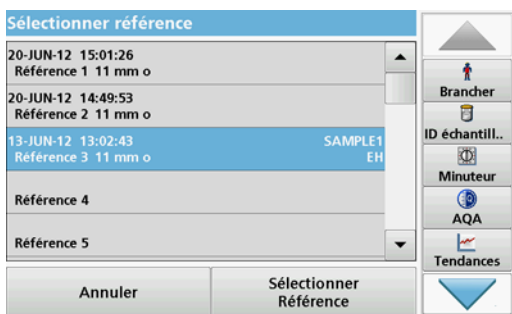 Sélectionner référence
20-JUN-12 15:01:26
Référence 1 11 mm o
20-JUN-12 14:49:53
Référence 2 11 mm o
13-JUN-12 13:02:43 SAMPLE1
Référence 3 11 mm o EH
Référence 4
Référence 5
Annuler
Sélectionner
Référence
Brancher
ID échantill..
Minuteur
AQA
Tendances